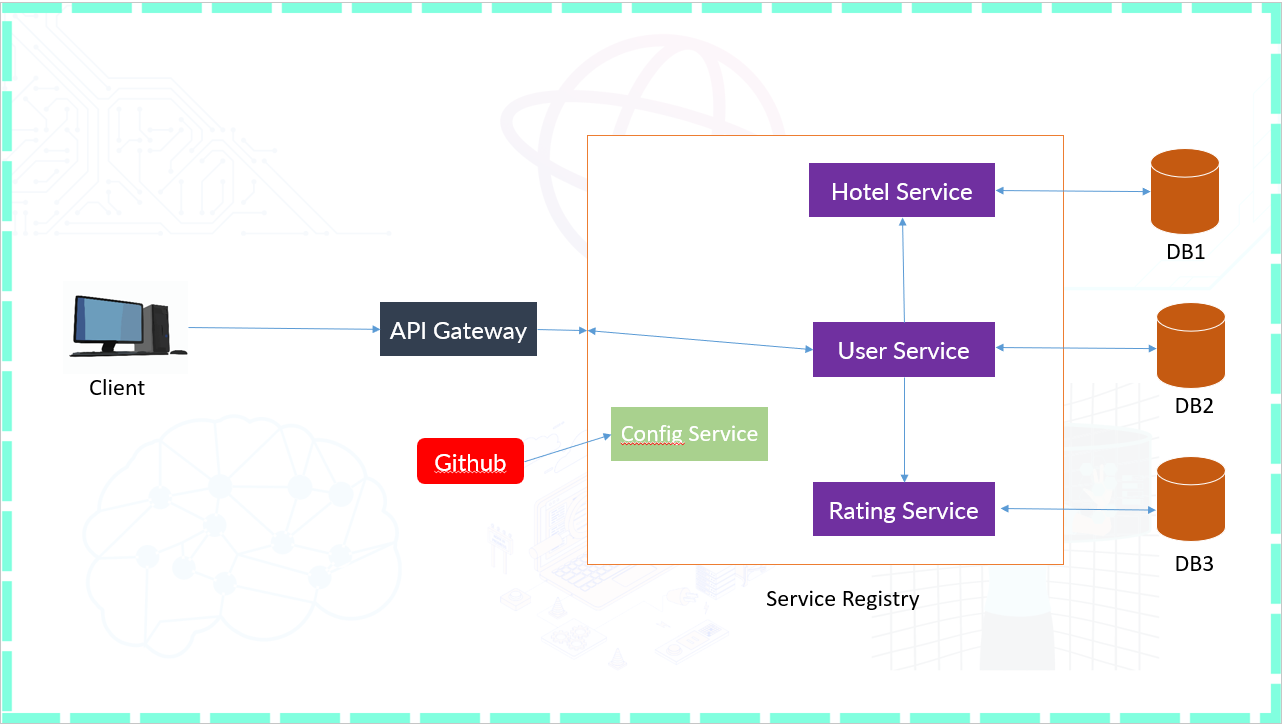 Hotel Service
DB1
API Gateway
Client
User Service
DB2
Config Service
Github
Rating Service
DB3
Service Registry